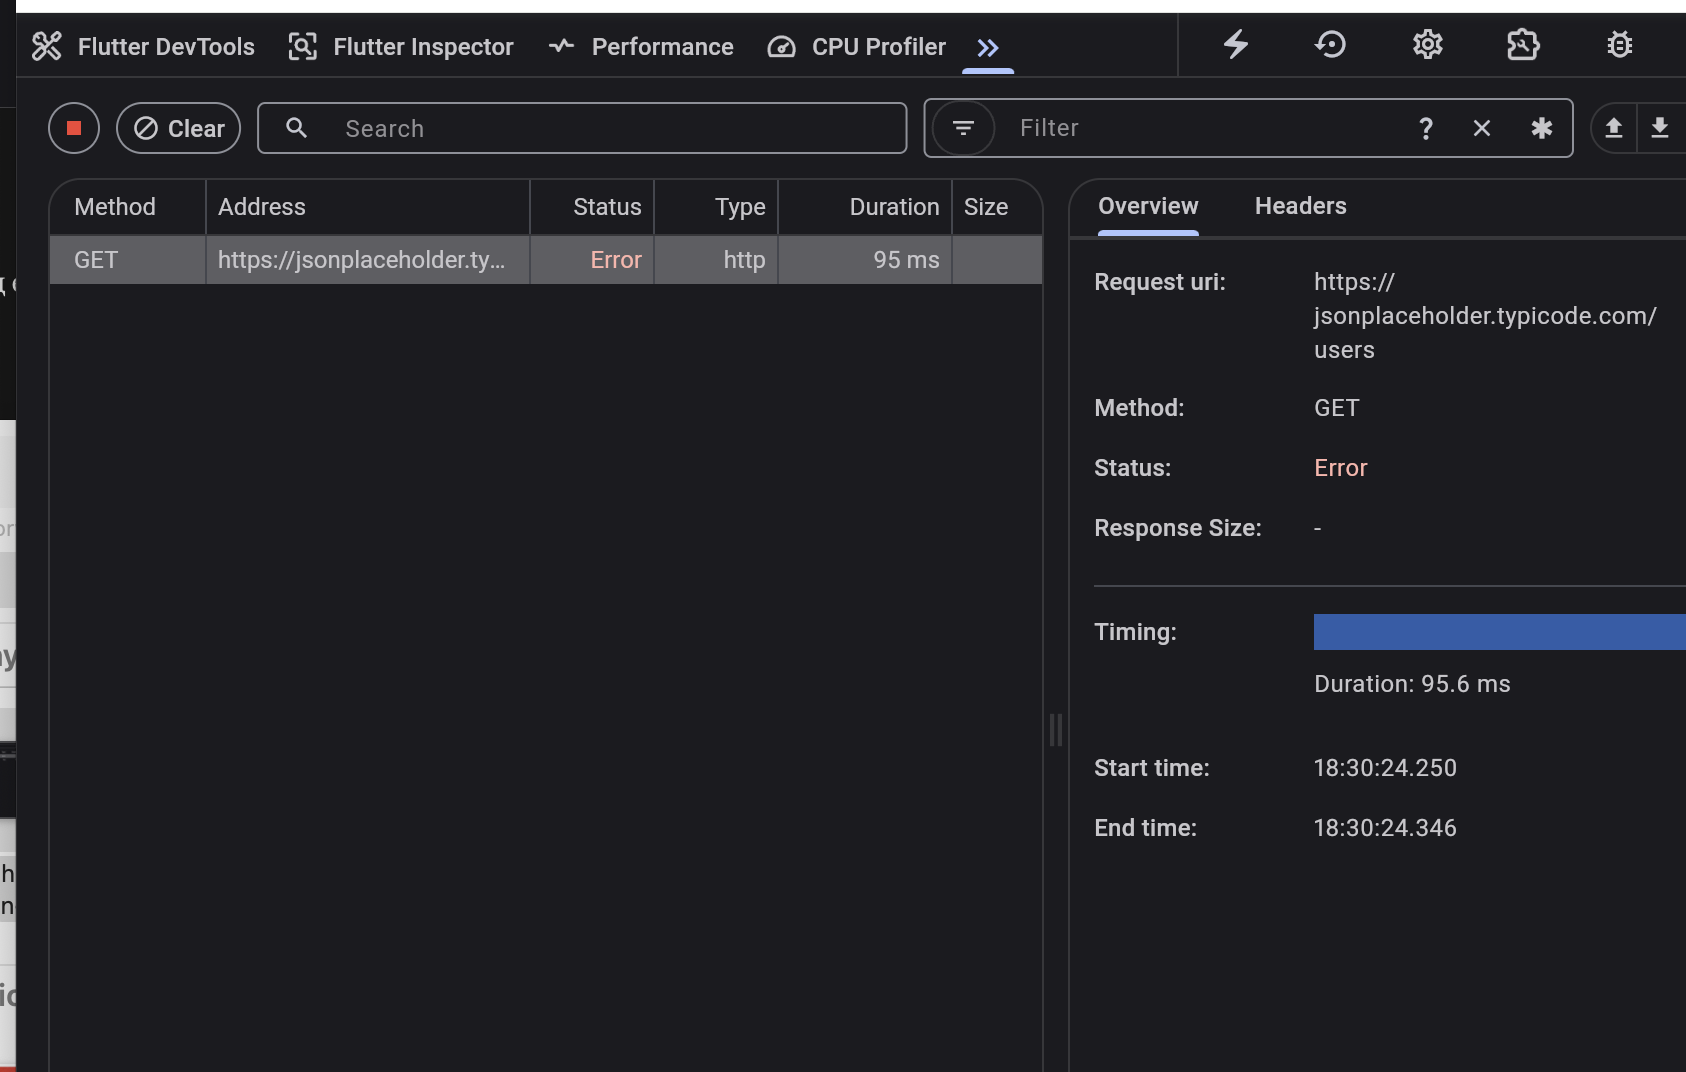 Flutter DevTools Flutter Inspector Performance CPU Profiler
Clear Search Filter ?
Method Address Status Type Duration Size
GET https://jsonplaceholder.ty... Error http 95 ms
Overview Headers
Request uri: https://
jsonplaceholder.typicode.com/
users
Method: GET
Status: Error
Response Size: -
Timing:
Duration: 95.6 ms
Start time: 18:30:24.250
End time: 18:30:24.346